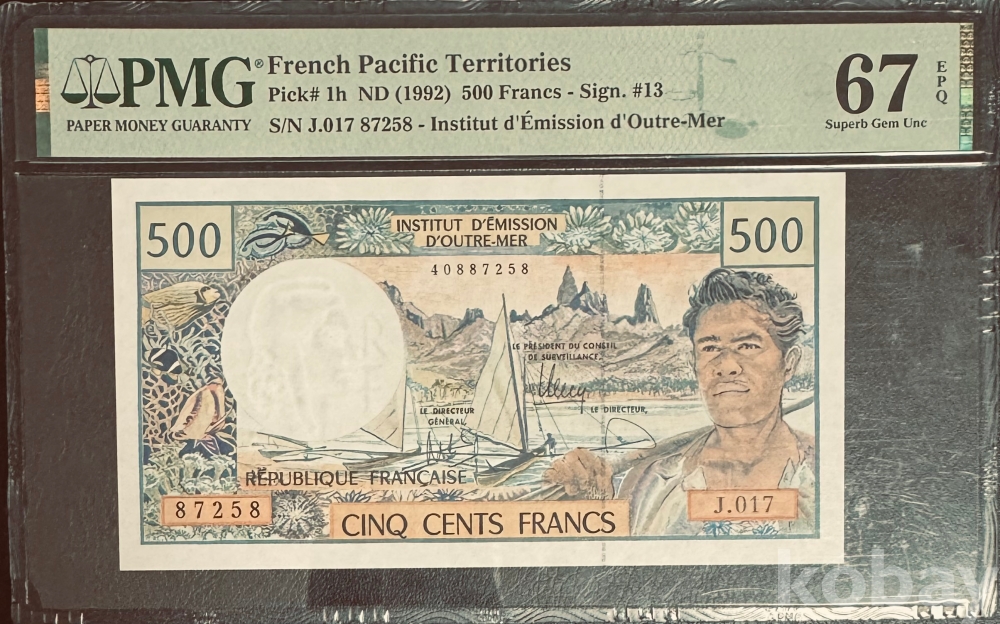 PMG®
PAPER MONEY GUARANTY
French Pacific Territories
Pick# 1h ND (1992) 500 Francs - Sign. #13
S/N J.017 87258 - Institut d'Émission d'Outre-Mer
67
EPQ
Superb Gem Unc
500
INSTITUT D'ÉMISSION
D'OUTRE-MER
500
40887258
LE PRÉSIDENT DU CONSEIL
DE SURVEILLANCE,
LE DIRECTEUR
GÉNÉRAL,
LE DIRECTEUR,
RÉPUBLIQUE FRANÇAISE
87258
J.017
CINQ CENTS FRANCS
kobay